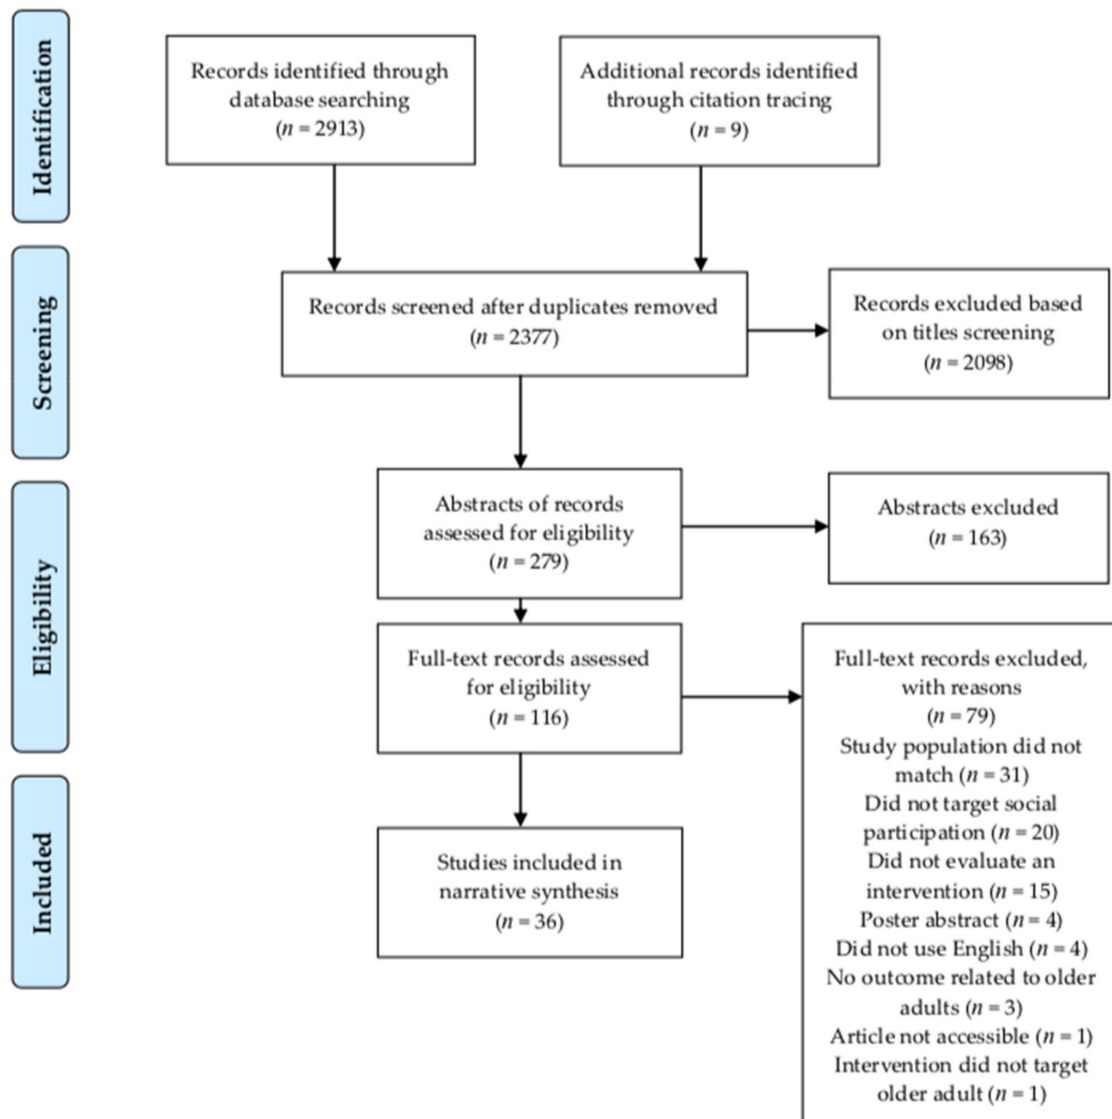 Identification
Records identified through
database searching
(n = 2913)
Additional records identified
through citation tracing
(n = 9)
Screening
Records screened after duplicates removed
(n = 2377)
Records excluded based
on titles screening
(n = 2098)
Eligibility
Abstracts of records
assessed for eligibility
(n = 279)
Abstracts excluded
(n = 163)
Full-text records assessed
for eligibility
(n = 116)
Full-text records excluded,
with reasons
(n = 79)
Study population did not
match (n = 31)
Did not target social
participation (n = 20)
Did not evaluate an
intervention (n = 15)
Poster abstract (n = 4)
Did not use English (n = 4)
No outcome related to older
adults (n = 3)
Article not accessible (n = 1)
Intervention did not target
older adult (n = 1)
Included
Studies included in
narrative synthesis
(n = 36)